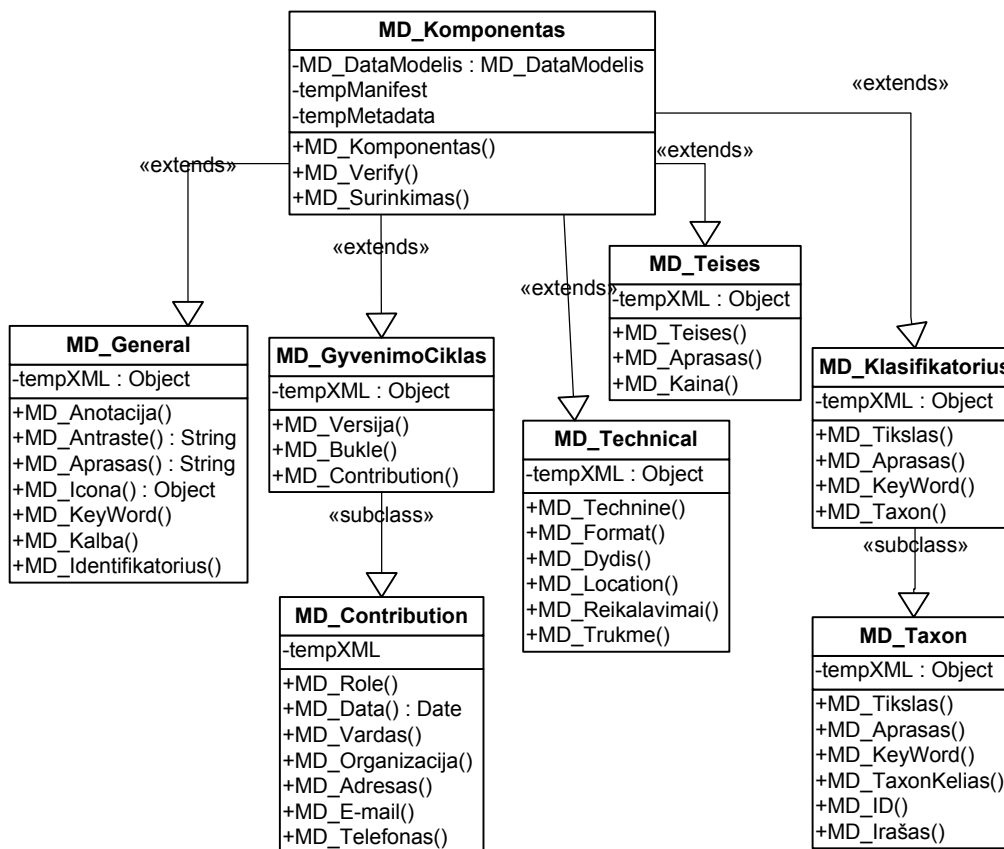 MD_Komponentas
-MD_DataModelis : MD_DataModelis
-tempManifest
-tempMetadata
+MD_Komponentas()
+MD_Verify()
+MD_Surinkimas()
«extends»
«extends»
«extends»
«extends»
«extends»
MD_General
-tempXML : Object
+MD_Anotacija()
+MD_Antraste() : String
+MD_Aprasas() : String
+MD_Icona() : Object
+MD_KeyWord()
+MD_Kalba()
+MD_Identifikatorius()
MD_GyvenimoCiklas
-tempXML : Object
+MD_Versija()
+MD_Bukle()
+MD_Contribution()
«subclass»
MD_Contribution
-tempXML
+MD_Role()
+MD_Data() : Date
+MD_Vardas()
+MD_Organizacija()
+MD_Adresas()
+MD_E-mail()
+MD_Telefonas()
MD_Technical
-tempXML : Object
+MD_Technine()
+MD_Format()
+MD_Dydis()
+MD_Location()
+MD_Reikalavimai()
+MD_Trukme()
MD_Teises
-tempXML : Object
+MD_Teises()
+MD_Aprasas()
+MD_Kaina()
MD_Klasifikatorius
-tempXML : Object
+MD_Tikslas()
+MD_Aprasas()
+MD_KeyWord()
+MD_Taxon()
«subclass»
MD_Taxon
-tempXML : Object
+MD_Tikslas()
+MD_Aprasas()
+MD_KeyWord()
+MD_TaxonKelias()
+MD_ID()
+MD_Irašas()